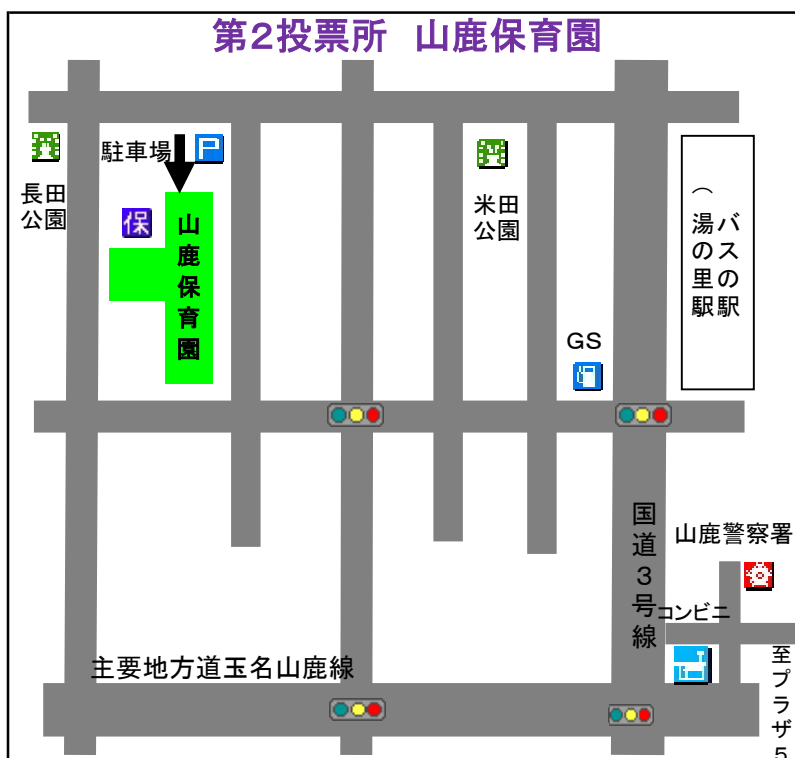 第2投票所　山鹿保育園
駐車場
P
長田
公園
保
山鹿保育園
米田
公園
バスの駅
（湯の里駅
GS
国道3号線
山鹿警察署
コンビニ
主要地方道玉名山鹿線
至プラザ5